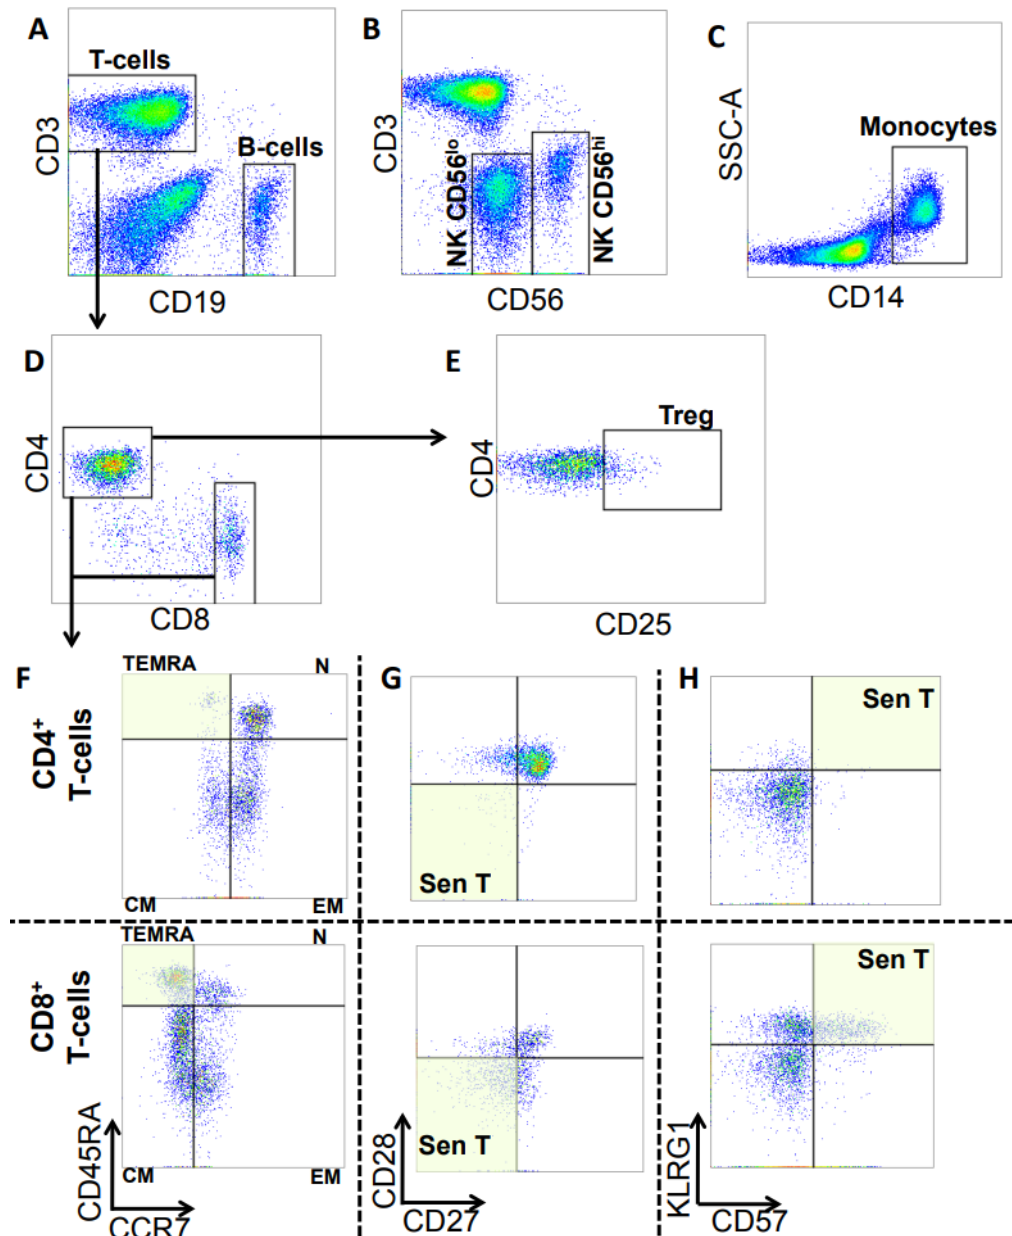 A
T-cells
B-cells
CD3
CD19
B
CD3
NK CD56lo
NK CD56hi
CD56
C
SSC-A
Monocytes
CD14
D
CD4
CD8
E
Treg
CD4
CD25
F
TEMRA
N
CD4+
T-cells
CM
EM
G
Sen T
H
Sen T
TEMRA
N
CD8+
T-cells
CM
EM
CD45RA
CCR7
Sen T
CD28
CD27
Sen T
KLRG1
CD57